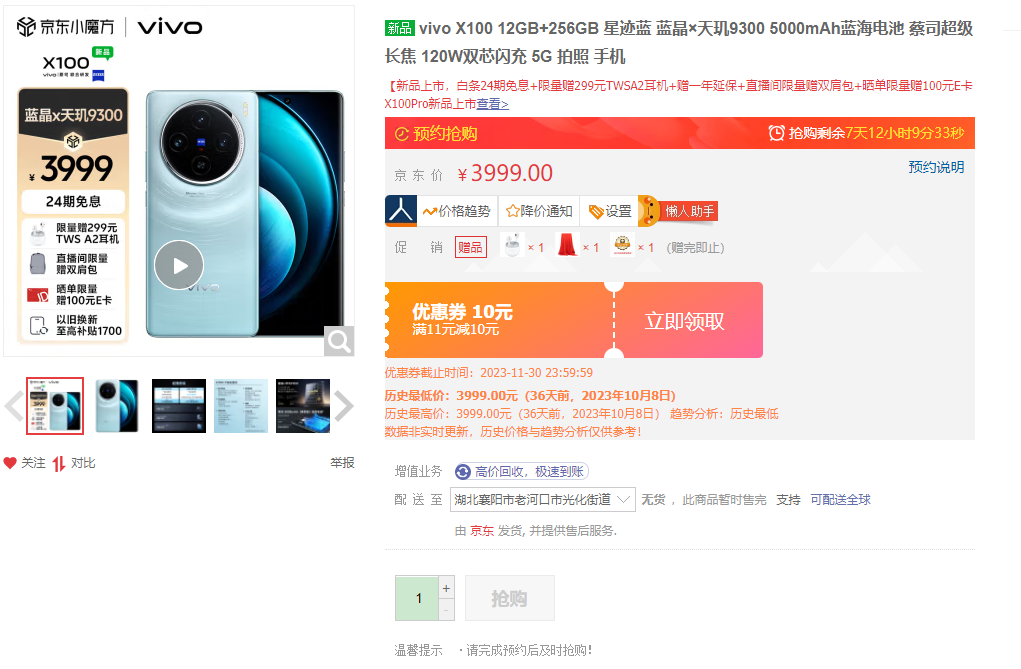 京东小魔方 vivo
X100 新品
vivo | 蔡司 联合研发
蓝晶x天玑9300
¥3999
24期免息
限量赠299元
TWS A2耳机
直播间限量
赠双肩包
晒单限量
赠100元E卡
以旧换新
至高补贴1700
vivo
关注 对比 举报
新品 vivo X100 12GB+256GB 星迹蓝 蓝晶×天玑9300 5000mAh蓝海电池 蔡司超级
长焦 120W双芯闪充 5G 拍照 手机
【新品上市，白条24期免息+限量赠299元TWSA2耳机+赠一年延保+直播间限量赠双肩包+晒单限量赠100元E卡
X100Pro新品上市查看>
预约抢购 抢购剩余7天12小时9分33秒
京 东 价 ￥3999.00 预约说明
价格趋势 降价通知 设置 懒人助手
促 销 赠品 × 1 × 1 × 1 （赠完即止）
优惠券 10元
满11元减10元
立即领取
优惠券截止时间：2023-11-30 23:59:59
历史最低价：3999.00元（36天前，2023年10月8日）
历史最高价：3999.00元（36天前，2023年10月8日） 趋势分析：历史最低
数据非实时更新，历史价格与趋势分析仅供参考！
增值业务 高价回收，极速到账
配 送 至 湖北襄阳市老河口市光化街道 无货 ，此商品暂时售完 支持 可配送全球
由 京东 发货, 并提供售后服务.
1 + - 抢购
温馨提示 ·请完成预约后及时抢购！